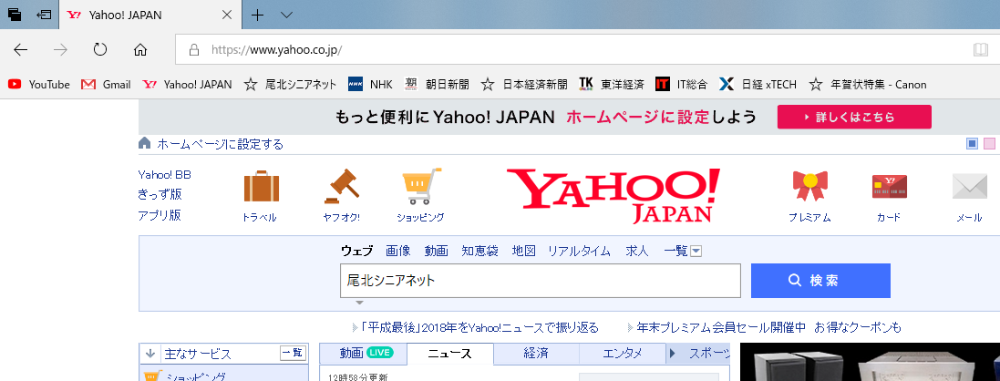 Yahoo! JAPAN
https://www.yahoo.co.jp/
YouTube Gmail Yahoo! JAPAN 尾北シニアネット NHK 朝日新聞 日本経済新聞 東洋経済 IT総合 日経 xTECH 年賀状特集 - Canon
もっと便利にYahoo! JAPAN ホームページに設定しよう 詳しくはこちら
ホームページに設定する
Yahoo! BB
きっず版
アプリ版
トラベル ヤフオク! ショッピング YAHOO! JAPAN プレミアム カード メール
ウェブ 画像 動画 知恵袋 地図 リアルタイム 求人 一覧
尾北シニアネット 検索
「平成最後」2018年をYahoo!ニュースで振り返る 年末プレミアム会員セール開催中 お得なクーポンも
主なサービス 一覧 動画 LIVE ニュース 経済 エンタメ スポーツ
ショッピング 12時58分更新